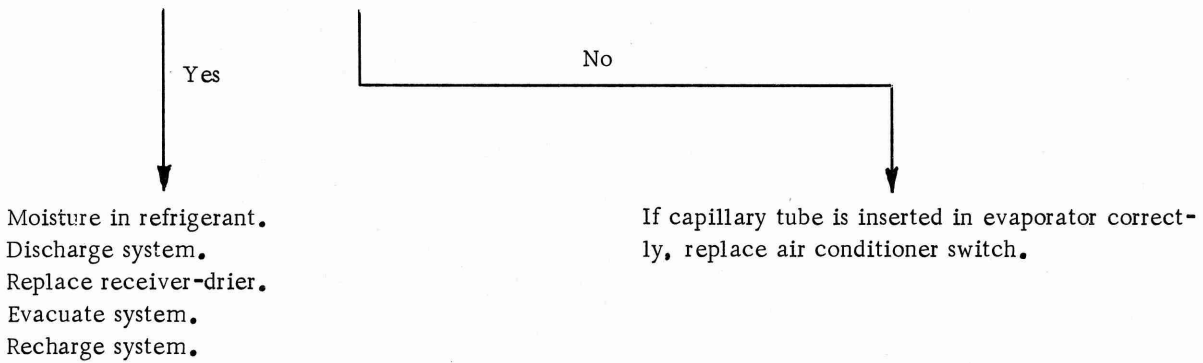 Yes
No
Moisture in refrigerant.
Discharge system.
Replace receiver-drier.
Evacuate system.
Recharge system.
If capillary tube is inserted in evaporator correct-
ly, replace air conditioner switch.